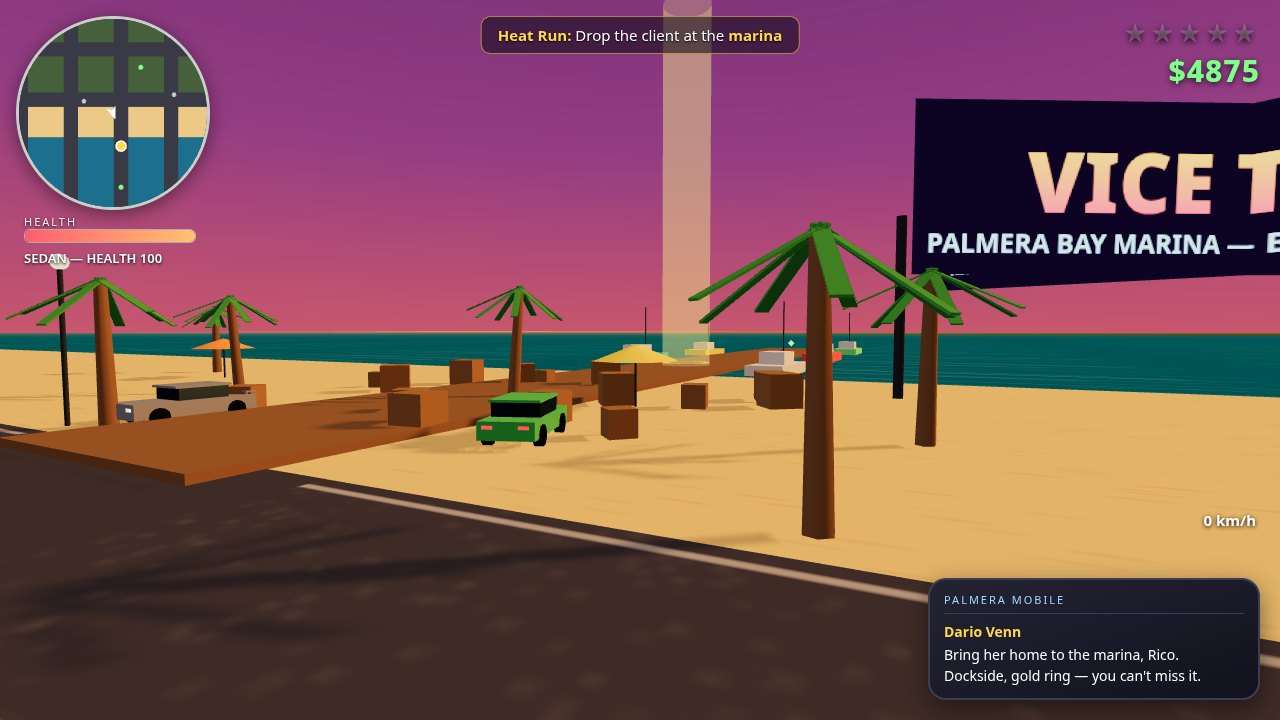 Heat Run: Drop the client at the marina
$4875
HEALTH
SEDAN — HEALTH 100
VICE
PALMERA BAY MARINA —
0 km/h
PALMERA MOBILE
Dario Venn
Bring her home to the marina, Rico.
Dockside, gold ring — you can't miss it.